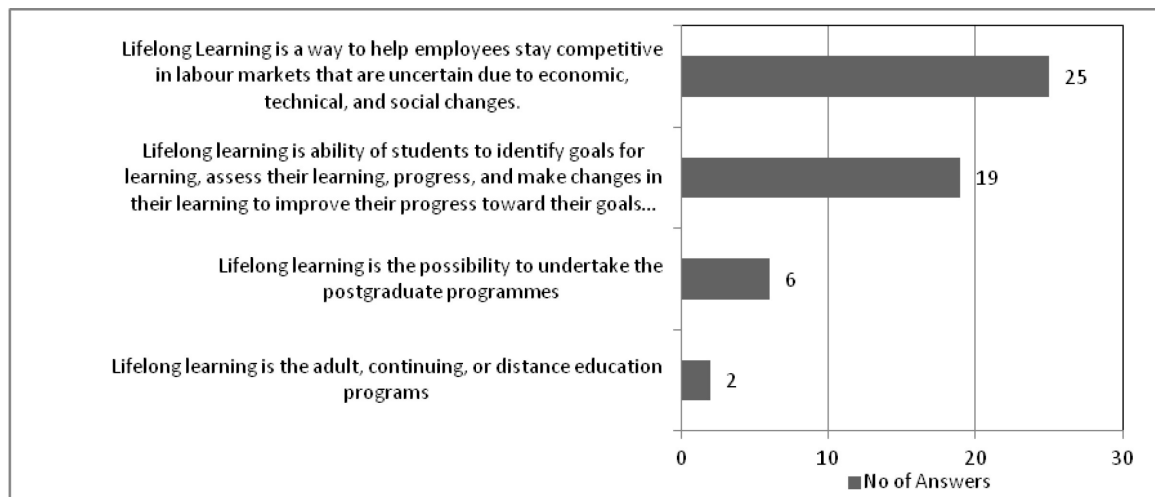 Lifelong Learning is a way to help employees stay competitive
in labour markets that are uncertain due to economic,
technical, and social changes.
25
Lifelong learning is ability of students to identify goals for
learning, assess their learning, progress, and make changes in
their learning to improve their progress toward their goals...
19
Lifelong learning is the possibility to undertake the
postgraduate programmes
6
Lifelong learning is the adult, continuing, or distance education
programs
2
0 10 20 30
No of Answers